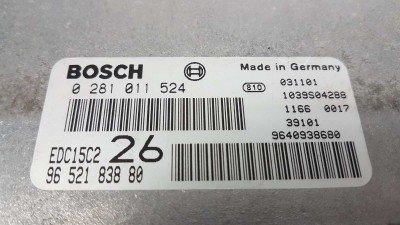 BOSCH
Made in Germany
0 281 011 524
810
031101
1039S04288
1166 0017
39101
9640938680
EDC15C2 26
96 521 838 80